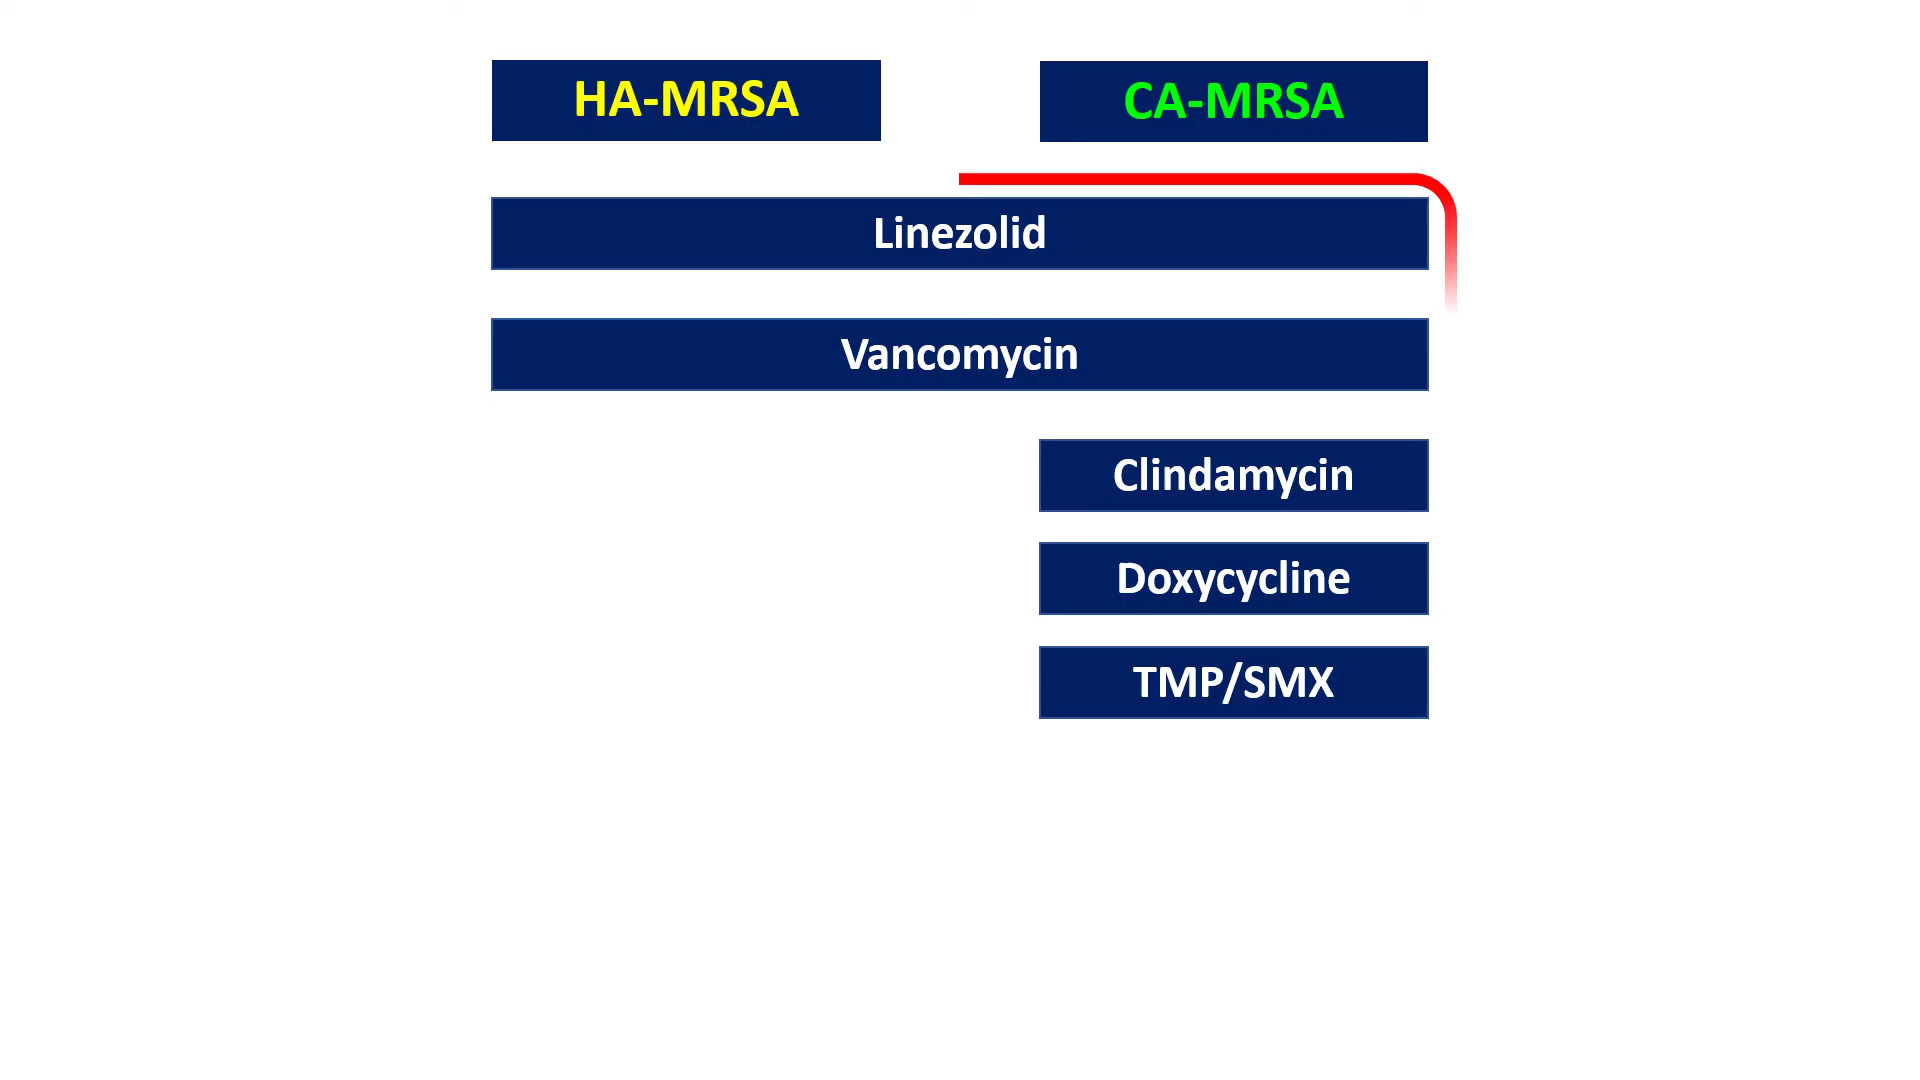 HA-MRSA
CA-MRSA
Linezolid
Vancomycin
Clindamycin
Doxycycline
TMP/SMX